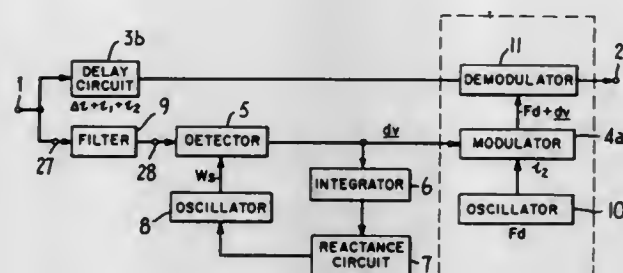 3b
11
2
1
DELAY
CIRCUIT
DEMODULATOR
Δt+t₁+t₂
9
5
Fd+dv
FILTER
DETECTOR
dv
MODULATOR
4a
27
28
Ws
INTEGRATOR
6
t₂
8
OSCILLATOR
OSCILLATOR
10
REACTANCE
CIRCUIT
7
Fd